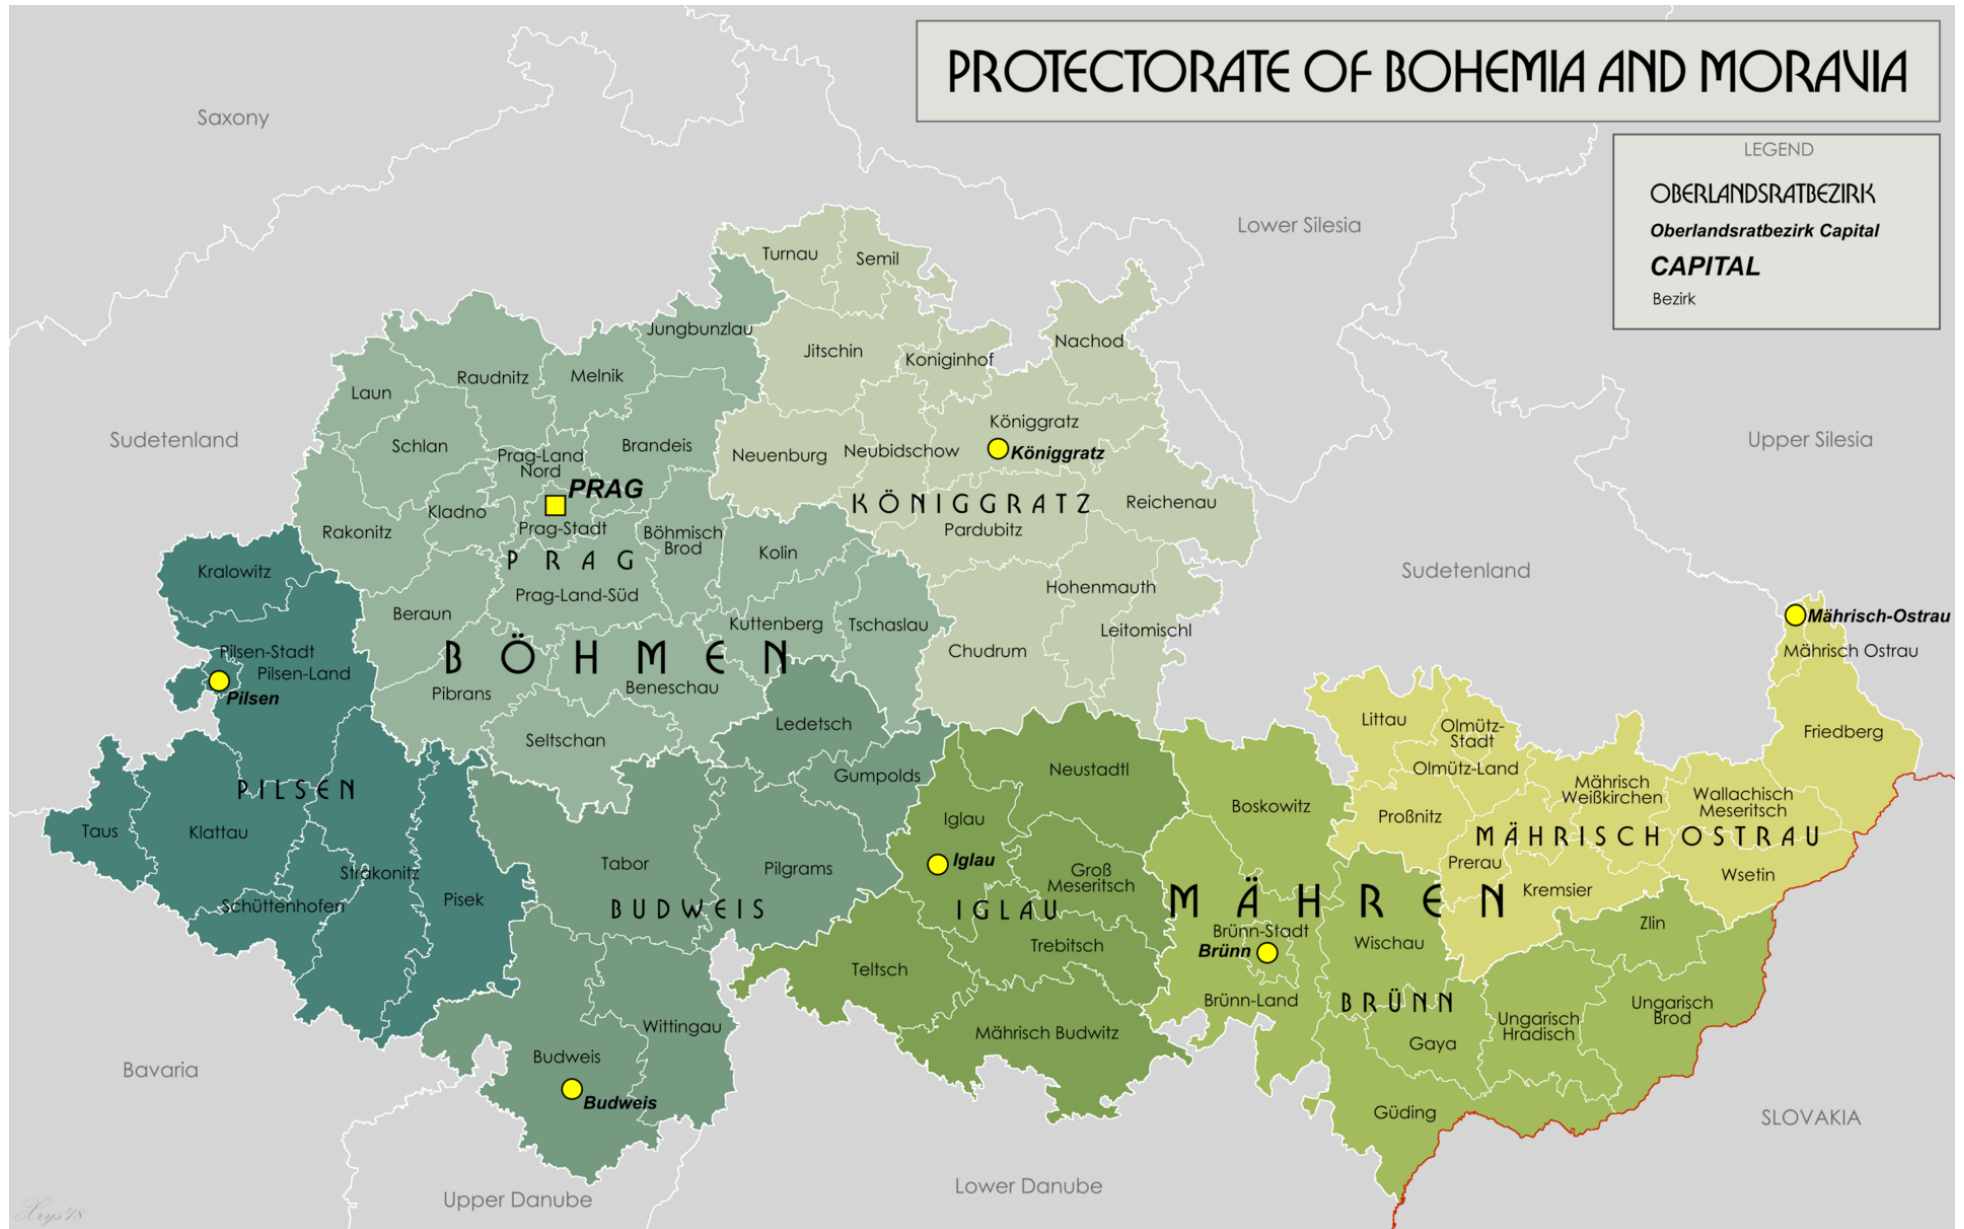 PROTECTORATE OF BOHEMIA AND MORAVIA
LEGEND
OBERLANDSRATBEZIRK
Oberlandsratbezirk Capital
CAPITAL
Bezirk
Saxony
Lower Silesia
Turnau
Semil
Jungbunzlau
Jitschin
Koniginhof
Nachod
Raudnitz
Melnik
Laun
Sudetenland
Schlan
Brandeis
Neuenburg
Neubidschow
Königgratz
Königgratz
Upper Silesia
Prag-Land
Nord
PRAG
KÖNIGGRATZ
Reichenau
Kladno
Prag-Stadt
Pardubitz
Rakonitz
Böhmisch
Brod
Kolin
PRAG
Kralowitz
Sudetenland
Prag-Land-Süd
Hohenmauth
Beraun
Kuttenberg
Tschaslau
Leitomischl
Mährisch-Ostrau
Mährisch Ostrau
Pilsen-Stadt
Pilsen-Land
Pilsen
BÖHMEN
Chudrum
Pibrans
Beneschau
Ledetsch
Seltschan
Littau
Olmütz-
Stadt
Friedberg
Gumpolds
Neustadtl
Olmütz-Land
PILSEN
Mährisch
Weißkirchen
Wallachisch
Meseritsch
Boskowitz
Iglau
Proßnitz
MÄHRISCH OSTRAU
Taus
Klattau
Tabor
Pilgrams
Iglau
Strakonitz
Groß
Meseritsch
Prerau
Kremsier
Wsetin
Schüttenhofen
Pisek
BUDWEIS
IGLAU
MÄHREN
Zlin
Brünn-Stadt
Brünn
Wischau
Trebitsch
Teltsch
Brünn-Land
BRÜNN
Ungarisch
Hradisch
Ungarisch
Brod
Wittingau
Mährisch Budwitz
Gaya
Budweis
Budweis
Bavaria
Güding
SLOVAKIA
Upper Danube
Lower Danube
Xrys'18